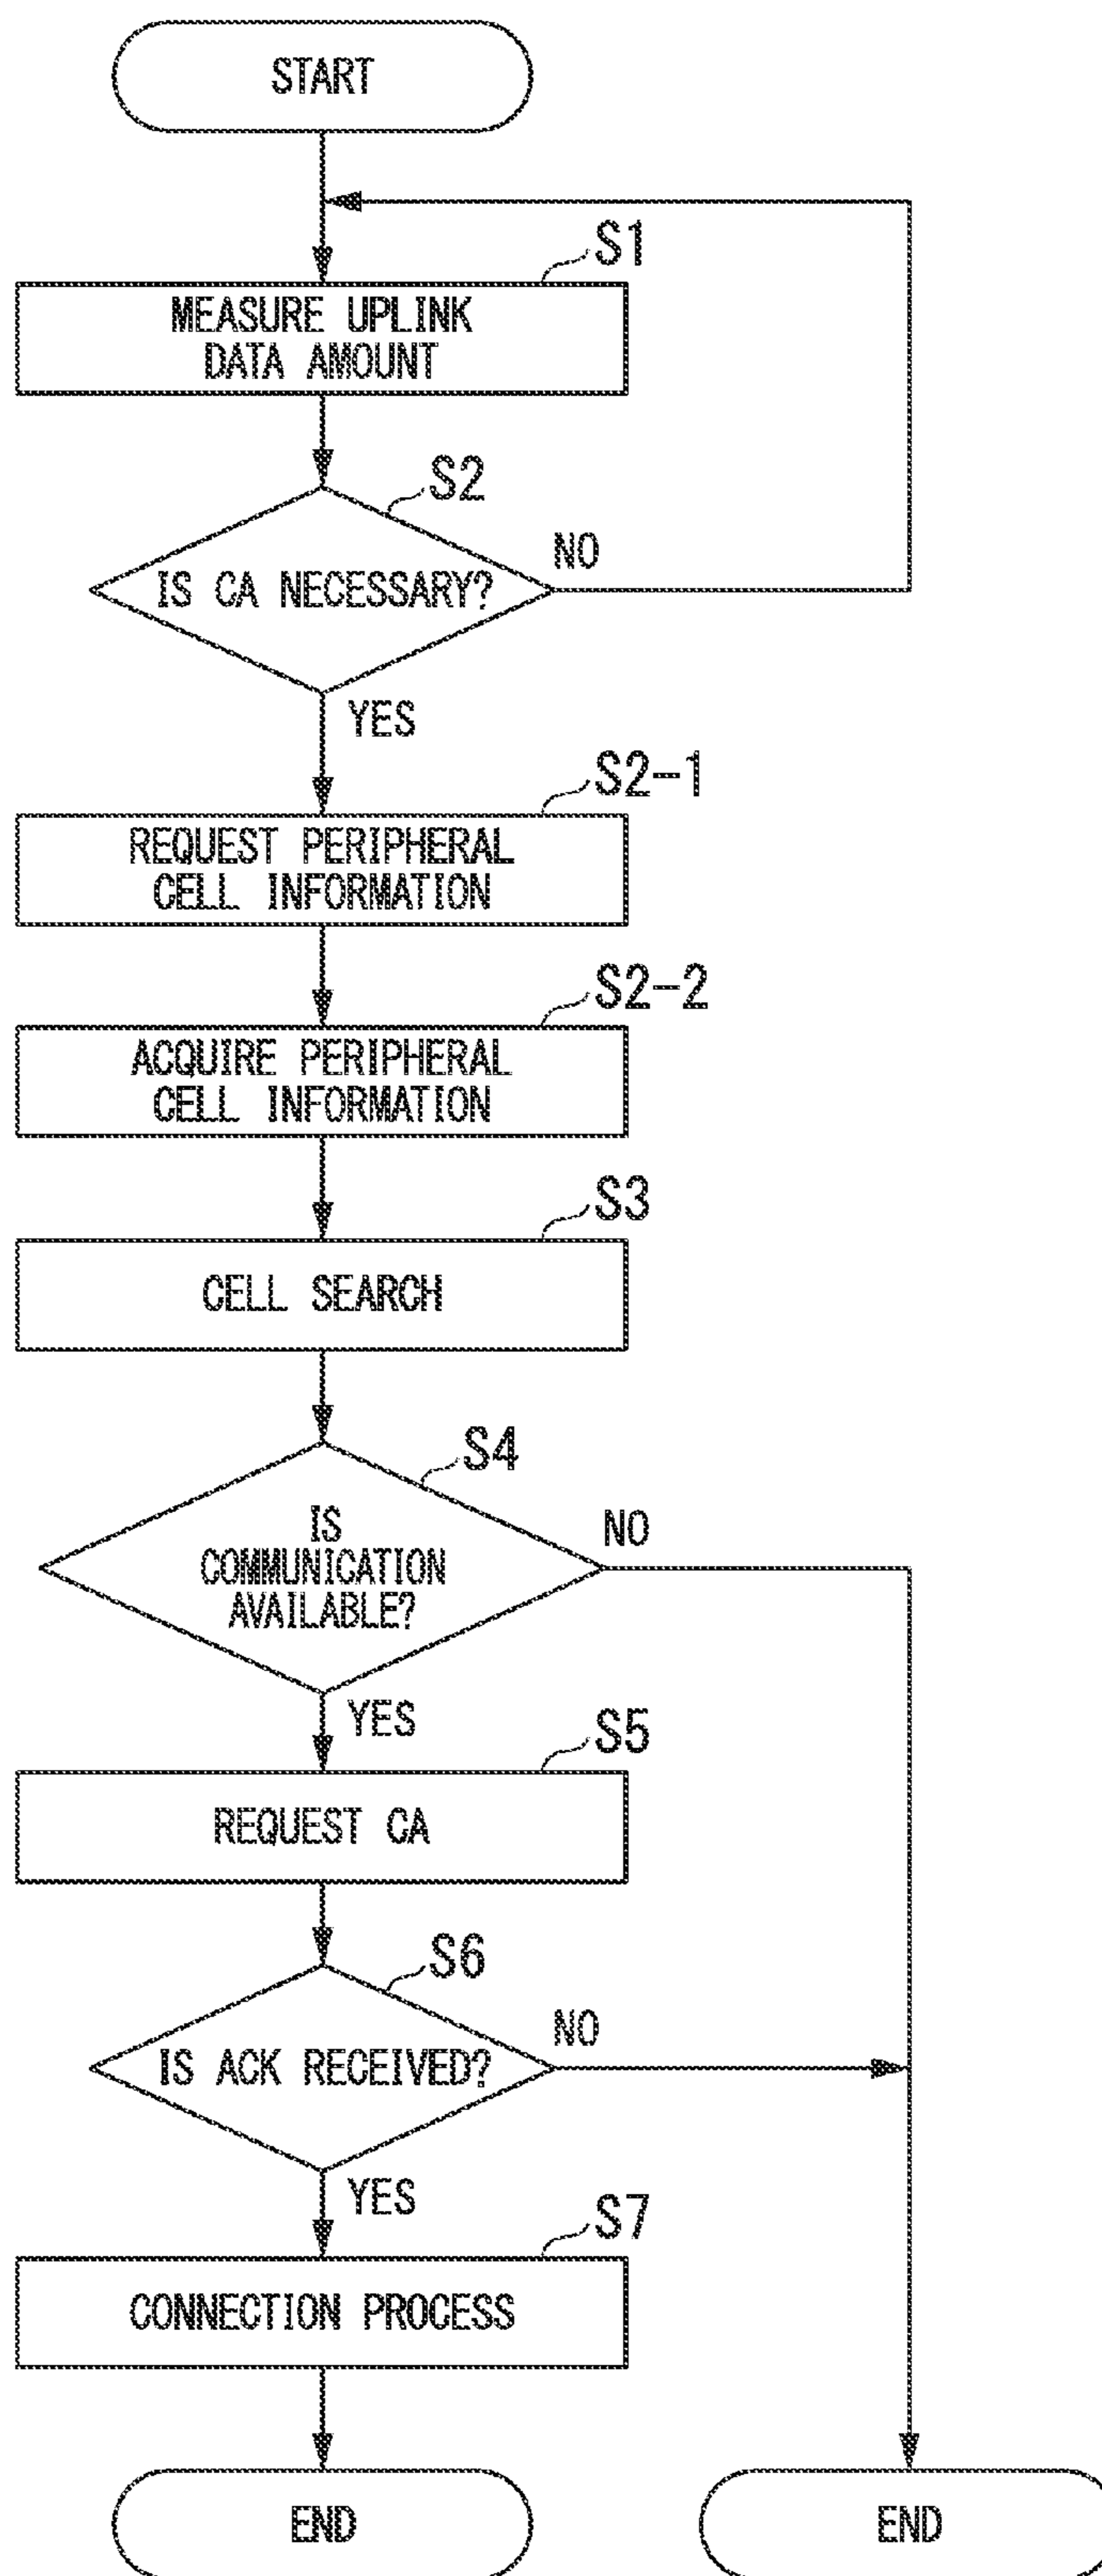 START
S1
MEASURE UPLINK
DATA AMOUNT
S2
IS CA NECESSARY?
NO
YES
S2-1
REQUEST PERIPHERAL
CELL INFORMATION
S2-2
ACQUIRE PERIPHERAL
CELL INFORMATION
S3
CELL SEARCH
S4
IS
COMMUNICATION
AVAILABLE?
NO
YES
S5
REQUEST CA
S6
IS ACK RECEIVED?
NO
YES
S7
CONNECTION PROCESS
END
END